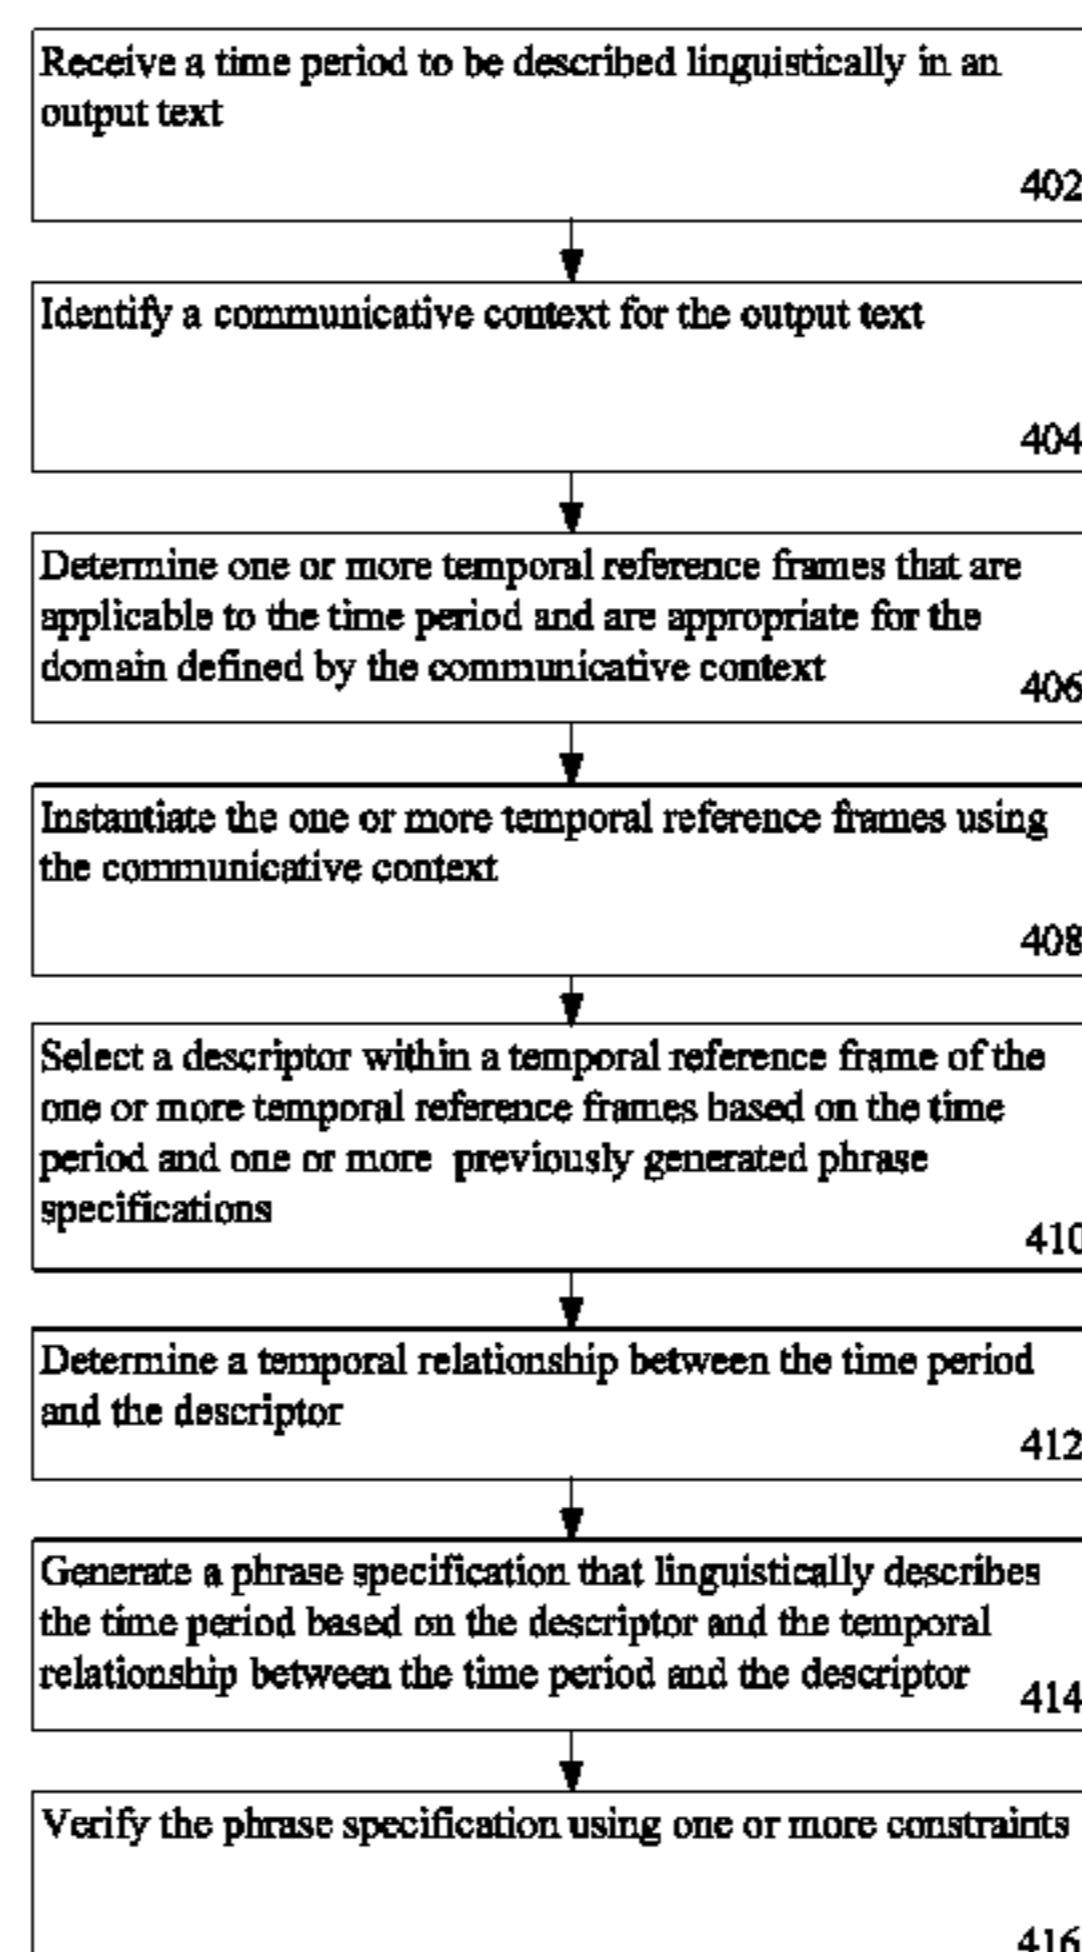 Receive a time period to be described linguistically in an
output text
402
Identify a communicative context for the output text
404
Determine one or more temporal reference frames that are
applicable to the time period and are appropriate for the
domain defined by the communicative context
406
Instantiate the one or more temporal reference frames using
the communicative context
408
Select a descriptor within a temporal reference frame of the
one or more temporal reference frames based on the time
period and one or more previously generated phrase
specifications
410
Determine a temporal relationship between the time period
and the descriptor
412
Generate a phrase specification that linguistically describes
the time period based on the descriptor and the temporal
relationship between the time period and the descriptor
414
Verify the phrase specification using one or more constraints
416